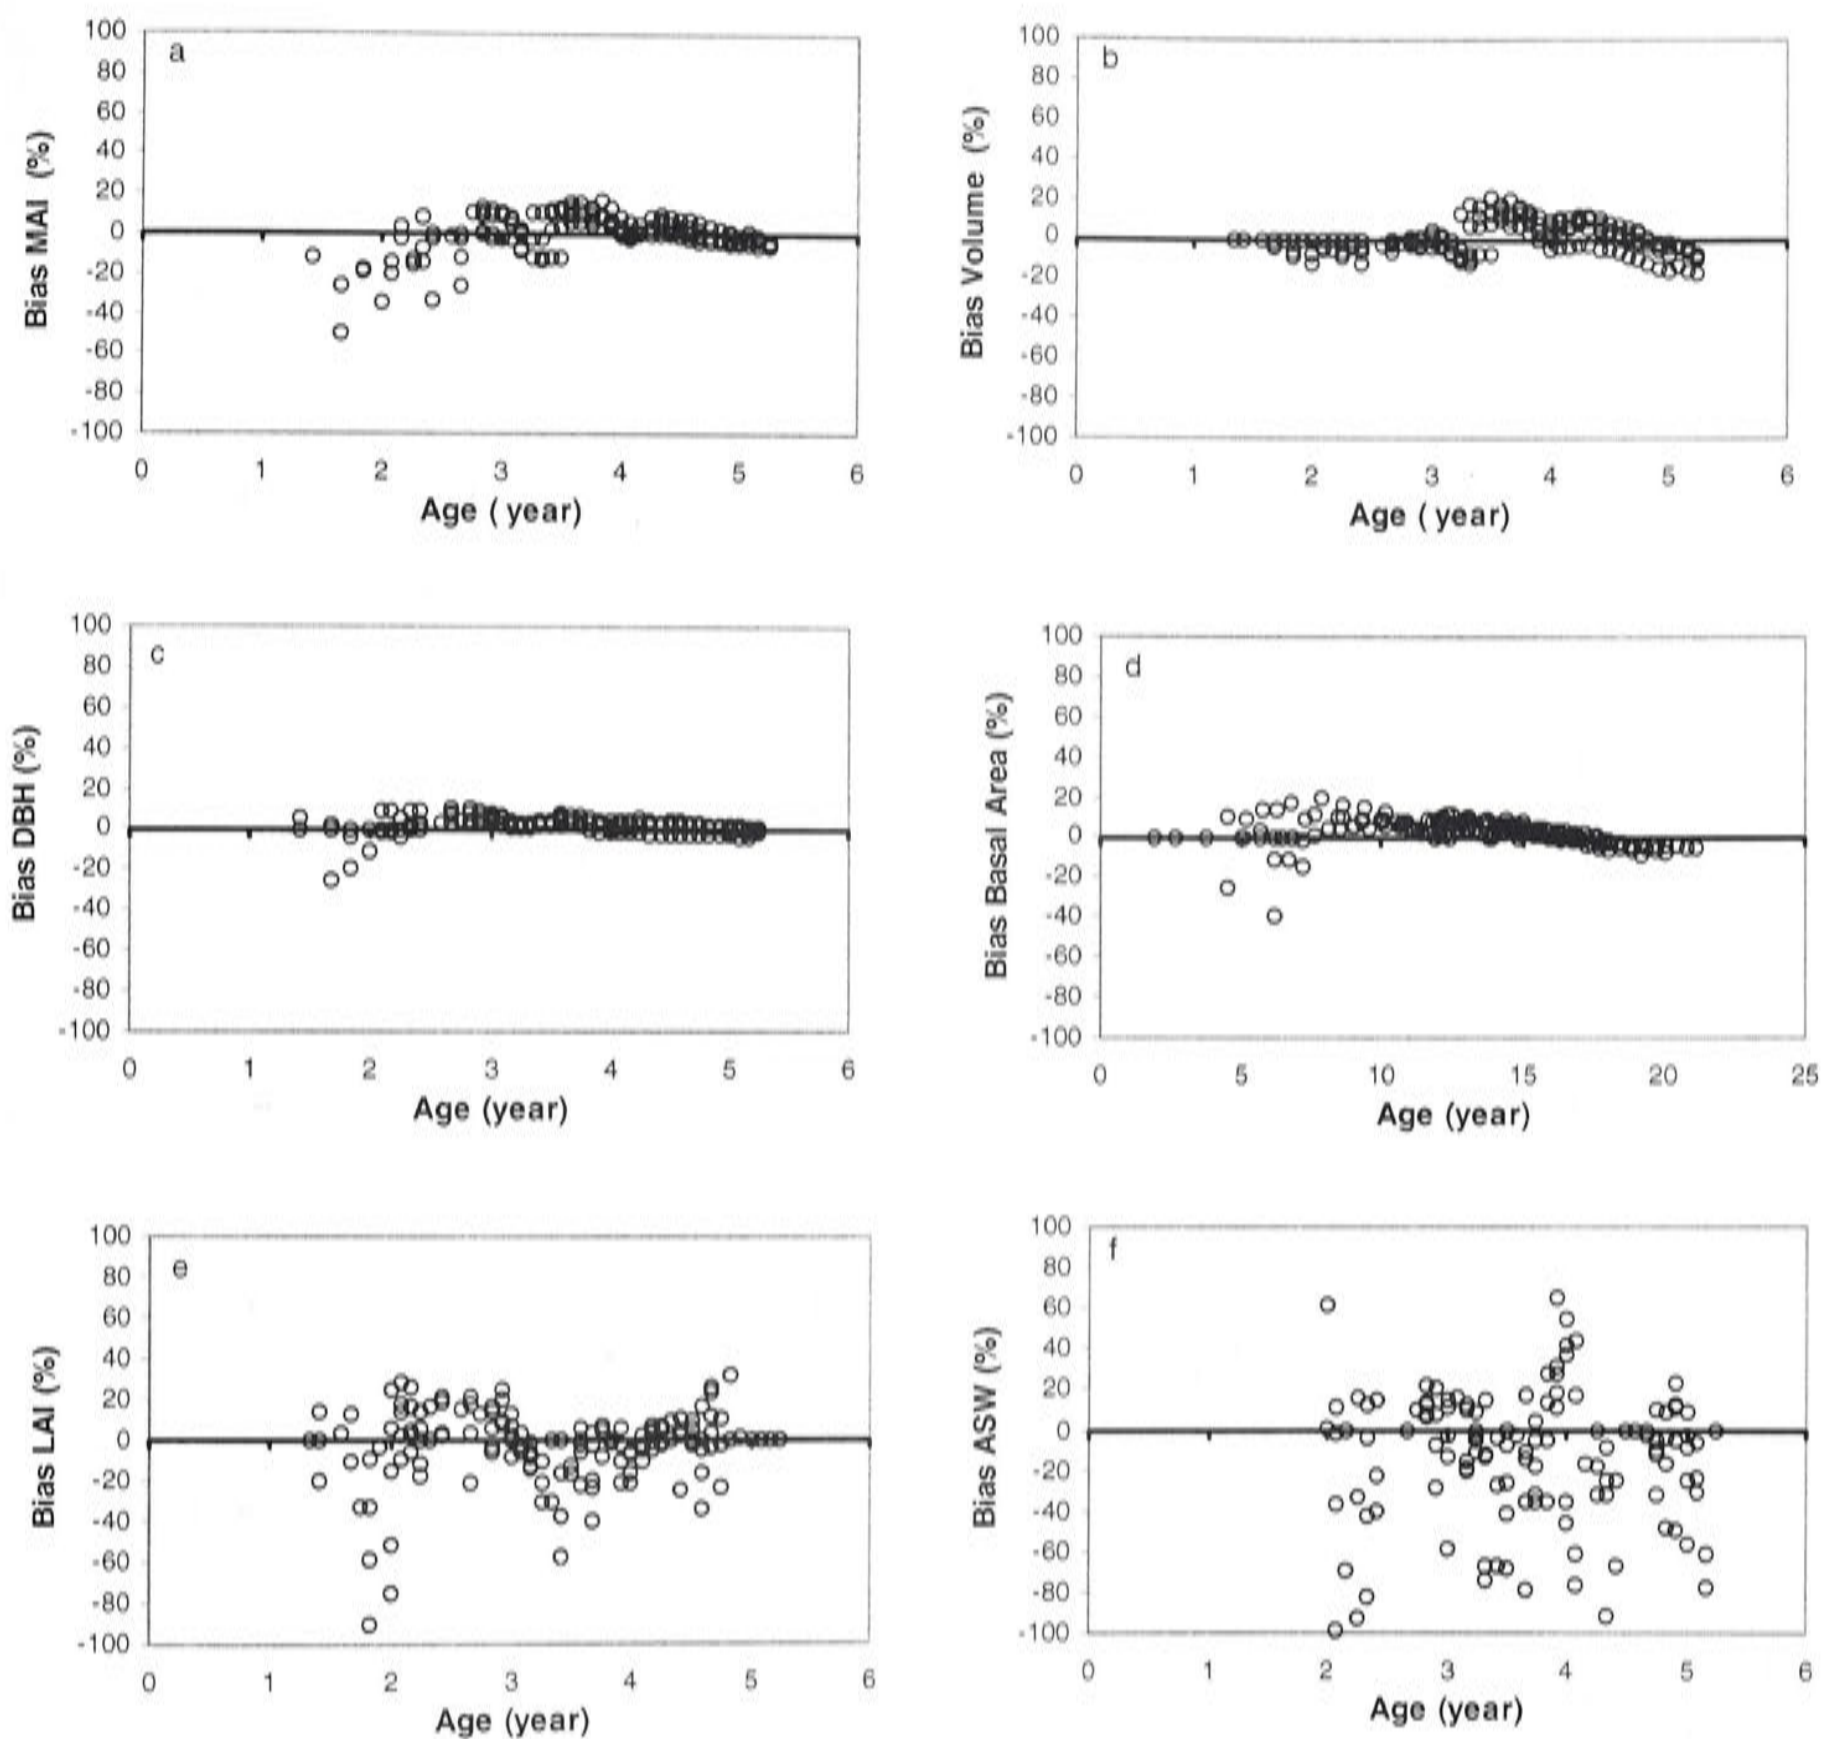 a
100
80
60
40
20
0
-20
-40
-60
-80
-100
Bias MAI (%)
0 1 2 3 4 5 6
Age ( year)
b
100
80
60
40
20
0
-20
-40
-60
-80
-100
Bias Volume (%)
0 1 2 3 4 5 6
Age ( year)
c
100
80
60
40
20
0
-20
-40
-60
-80
-100
Bias DBH (%)
0 1 2 3 4 5 6
Age (year)
d
100
80
60
40
20
0
-20
-40
-60
-80
-100
Bias Basal Area (%)
0 5 10 15 20 25
Age (year)
e
100
80
60
40
20
0
-20
-40
-60
-80
-100
Bias LAI (%)
0 1 2 3 4 5 6
Age (year)
f
100
80
60
40
20
0
-20
-40
-60
-80
-100
Bias ASW (%)
0 1 2 3 4 5 6
Age (year)